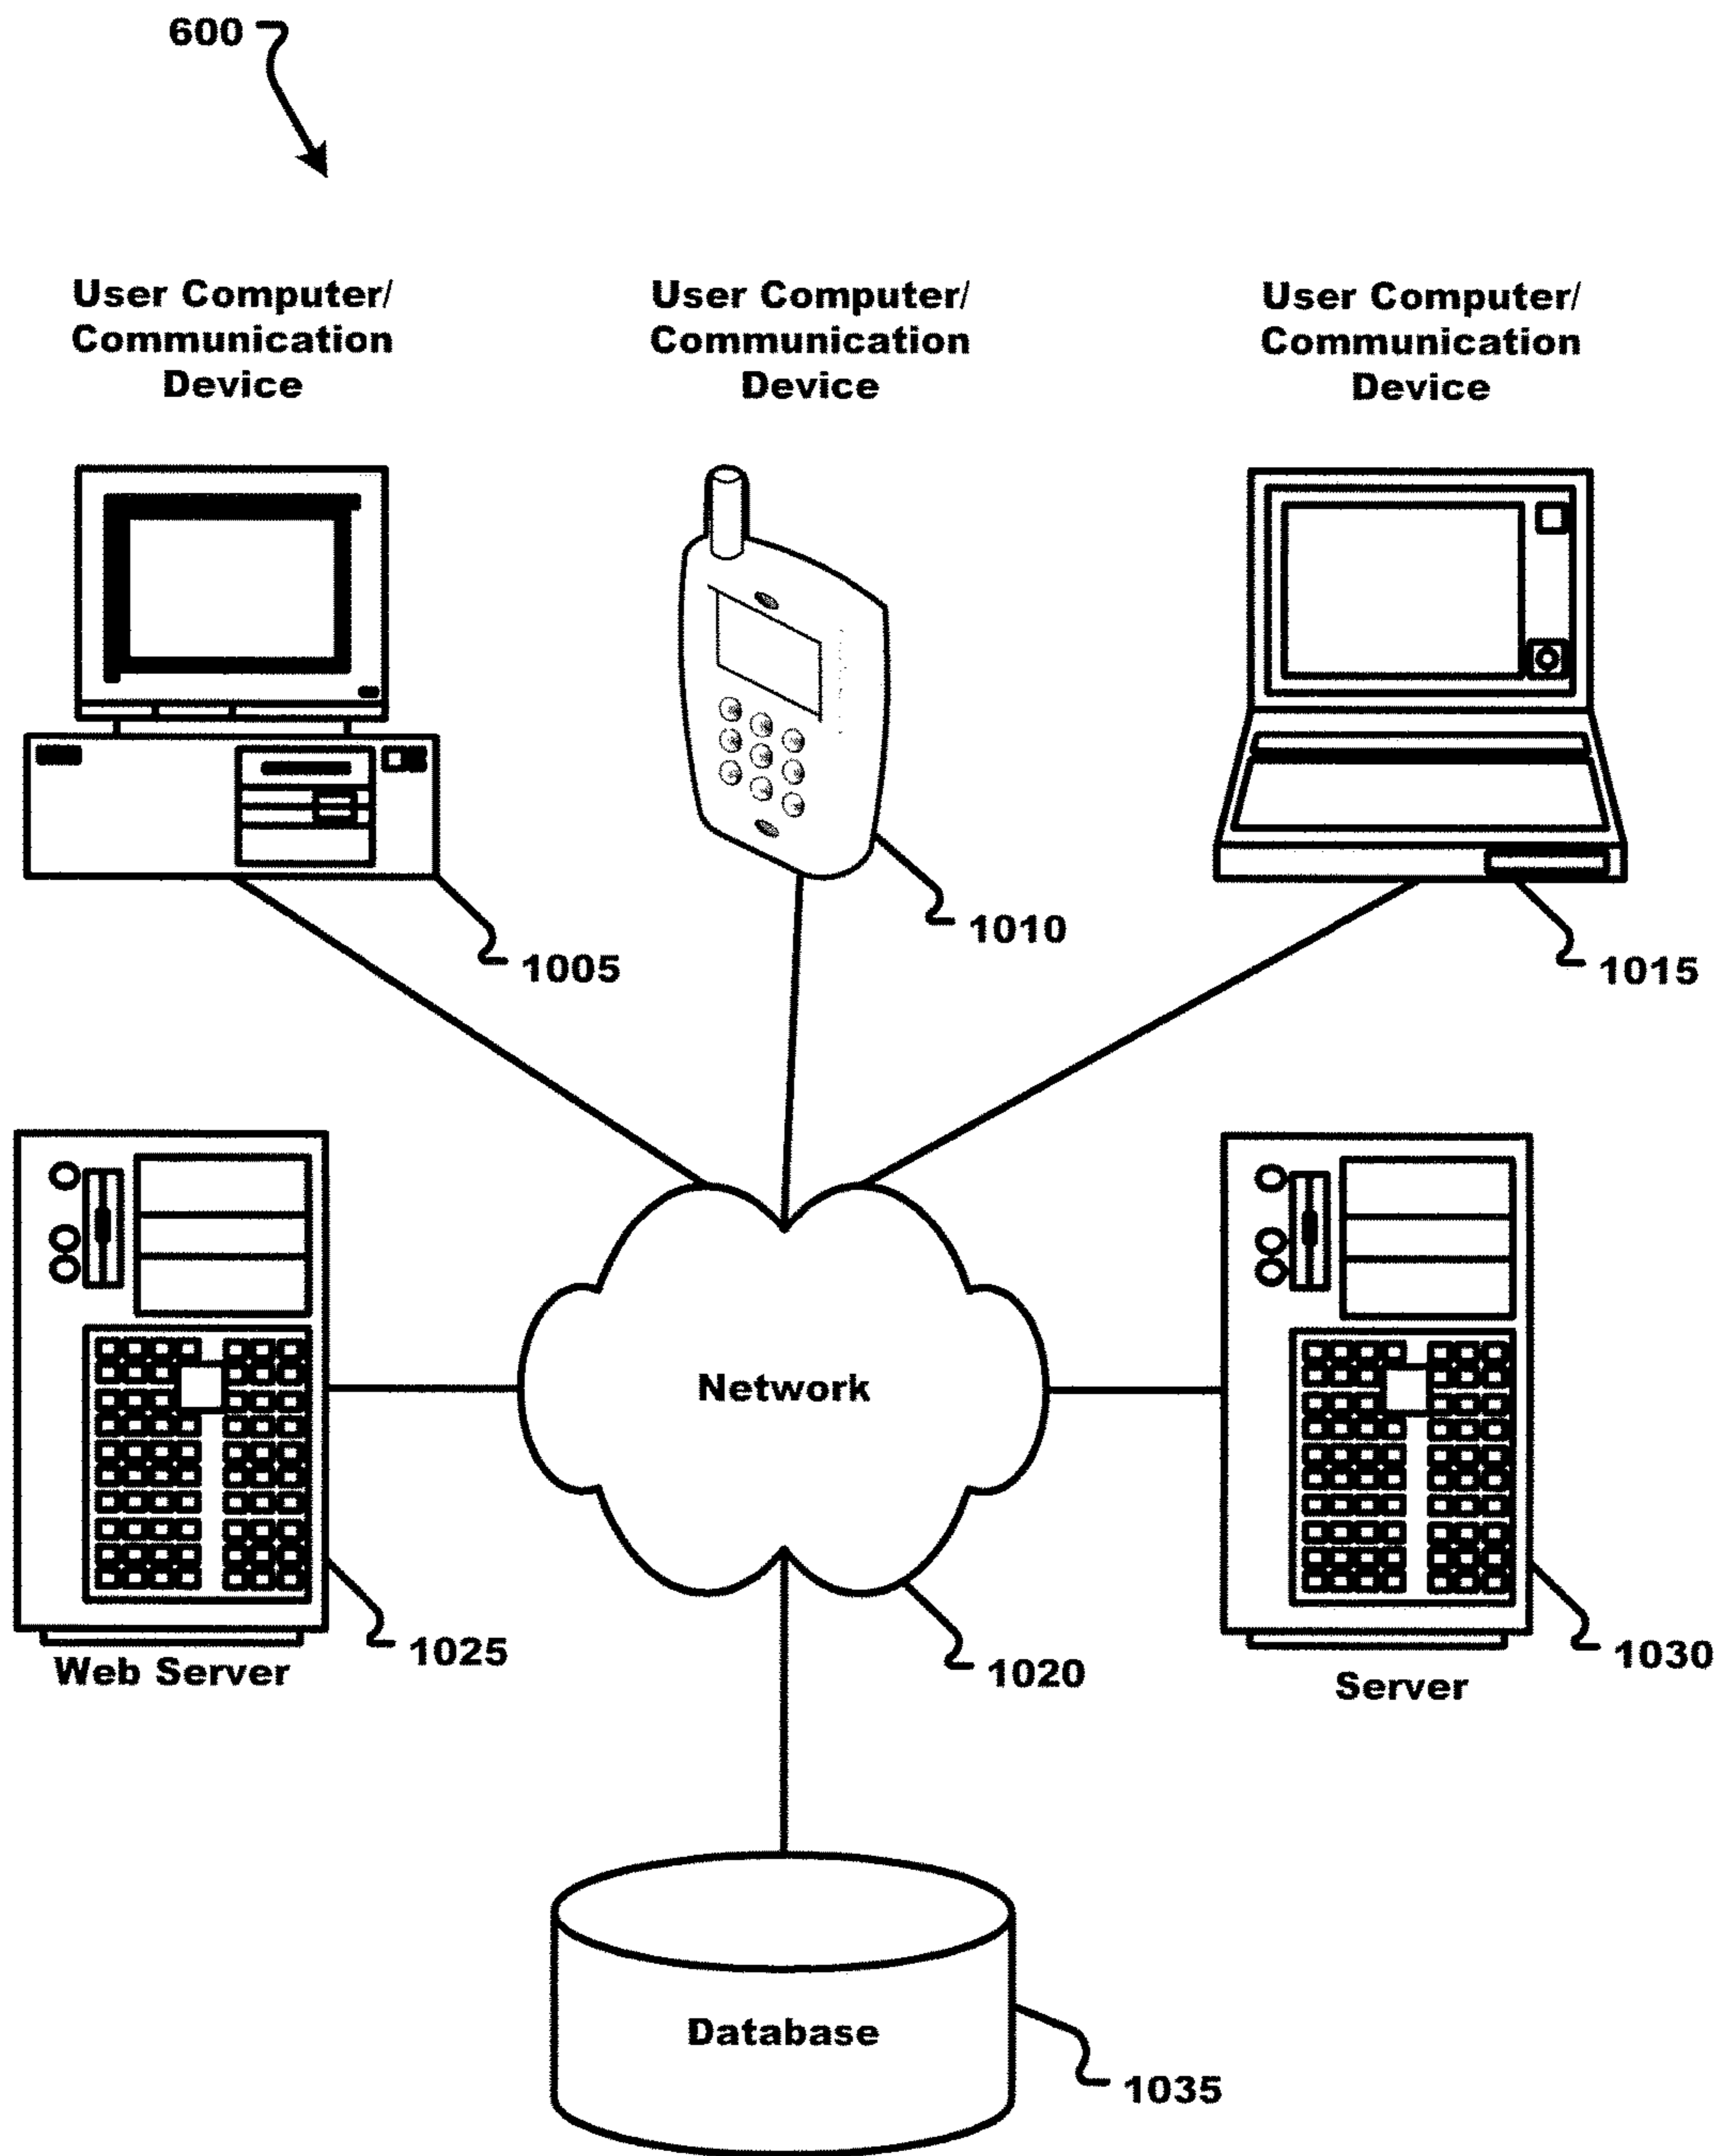 600
User Computer/
Communication
Device
User Computer/
Communication
Device
User Computer/
Communication
Device
1005
1010
1015
Network
Web Server
1025
1020
Server
1030
Database
1035